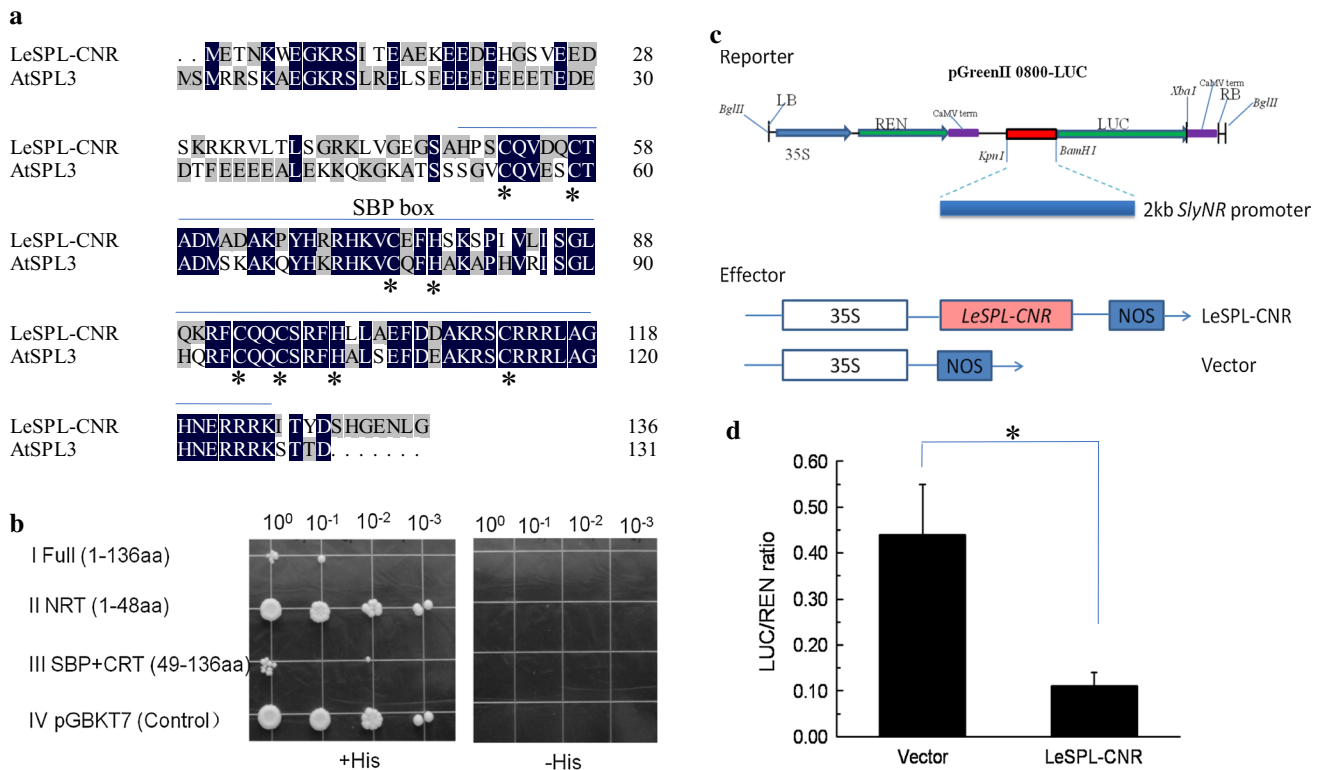 a
LeSPL-CNR . . METNKWEGKRSITEAEKEEDEHGSVEED 28
AtSPL3 MSMRRSKAEGKRSLRELSEEEEEEEETEDE 30
LeSPL-CNR SKRKRVLTLSGRKLVGEGSAHPSCQVDQCT 58
AtSPL3 DTFEEEEALEKKQKGKATSSSGVCQVESCT 60
* *
SBP box
LeSPL-CNR ADMADAKPYHRRHKVCEFHSKSPIVLISGL 88
AtSPL3 ADMSKAKQYHKRHKVCQFHAKAPHVRISGL 90
* *
LeSPL-CNR QKRFCQQCSRFHLLAEFDDAKRSCRRRLAG 118
AtSPL3 HQRFCQQCSRFHALSEFDEAKRSCRRRLAG 120
* * * *
LeSPL-CNR HNERRRKITYDSHGENLG 136
AtSPL3 HNERRRKSTTD. . . . . . . 131
b
10⁰ 10⁻¹ 10⁻² 10⁻³ 10⁰ 10⁻¹ 10⁻² 10⁻³
I Full (1-136aa)
II NRT (1-48aa)
III SBP+CRT (49-136aa)
IV pGBKT7 (Control）
+His -His
c
Reporter
pGreenII 0800-LUC
BglII LB REN CaMV term LUC XbaI CaMV term RB BglII
35S KpnI BamHI
2kb SlyNR promoter
Effector
35S LeSPL-CNR NOS LeSPL-CNR
35S NOS Vector
d
*
LUC/REN ratio
0.60
0.50
0.40
0.30
0.20
0.10
0.00
Vector LeSPL-CNR